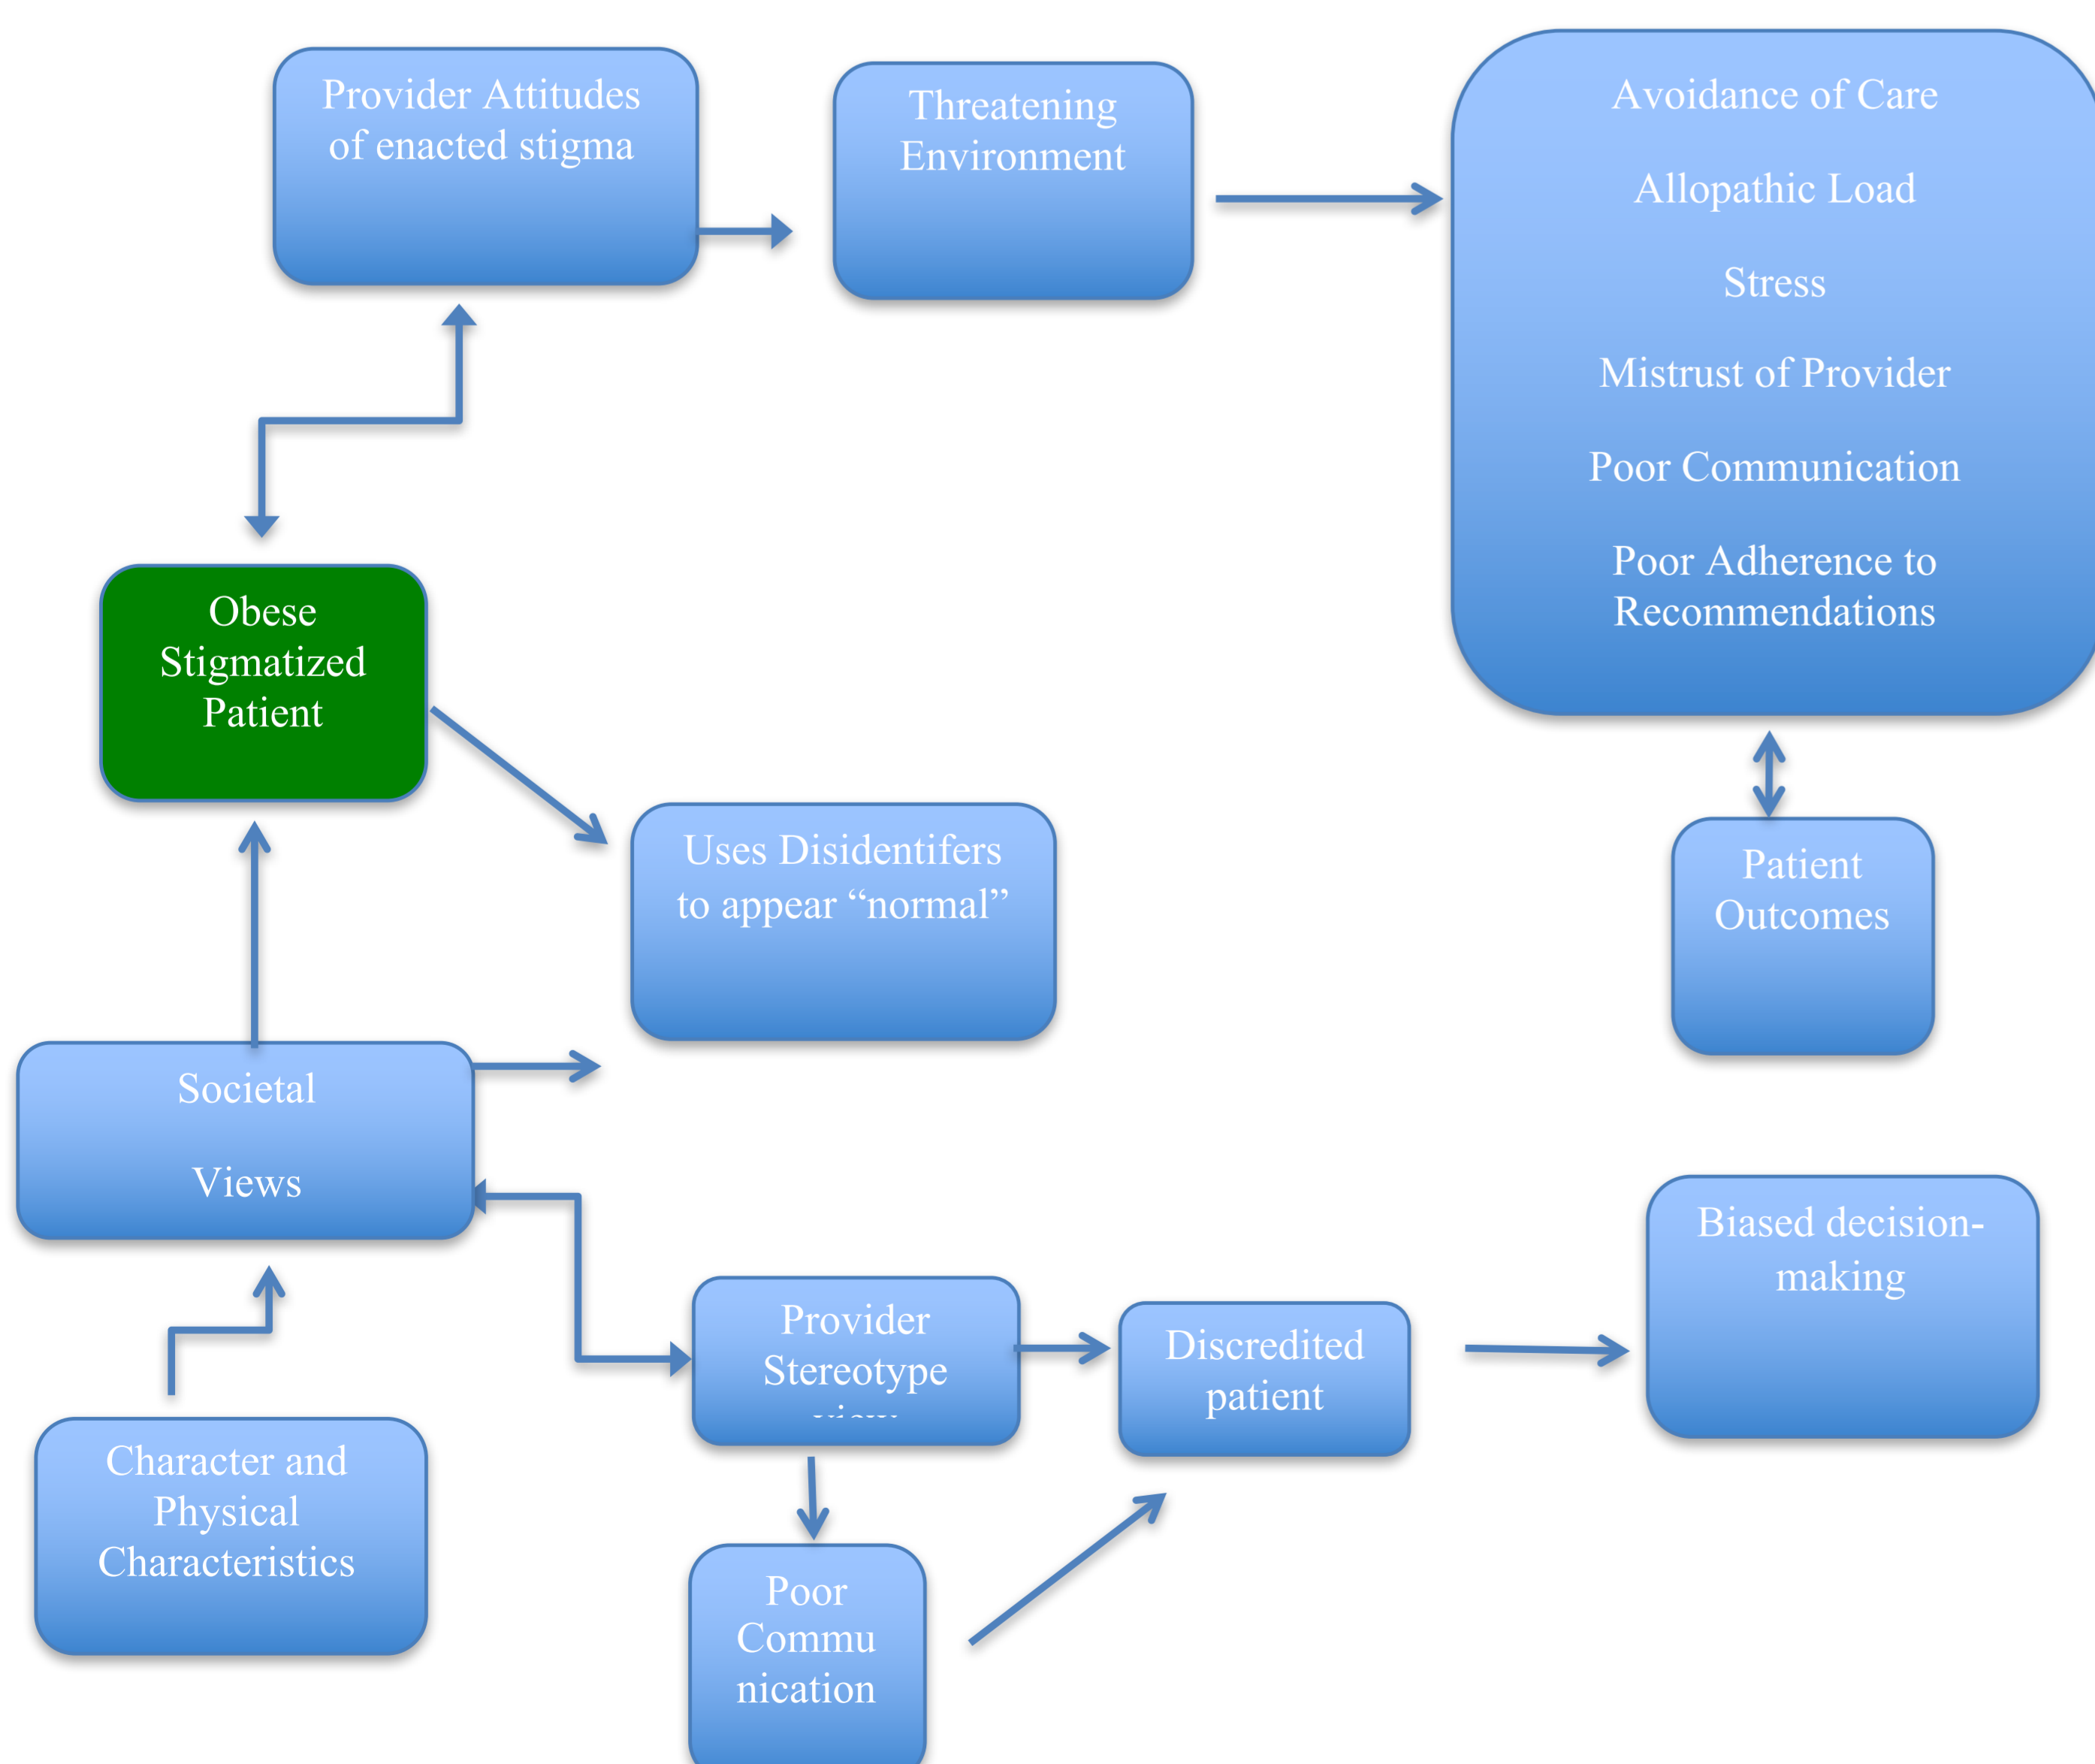 Provider Attitudes
of enacted stigma
Threatening
Environment
Avoidance of Care
Allopathic Load
Stress
Mistrust of Provider
Poor Communication
Poor Adherence to
Recommendations
Obese
Stigmatized
Patient
Uses Disidentifers
to appear “normal”
Patient
Outcomes
Societal
Views
Biased decision-
making
Provider
Stereotype
Discredited
patient
Character and
Physical
Characteristics
Poor
Commu
nication